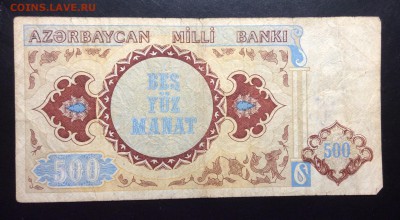 COINS.LAVE.RU
AZƏRBAYCAN MİLLİ BANKI
BEŞ
YÜZ
MANAT
500
500